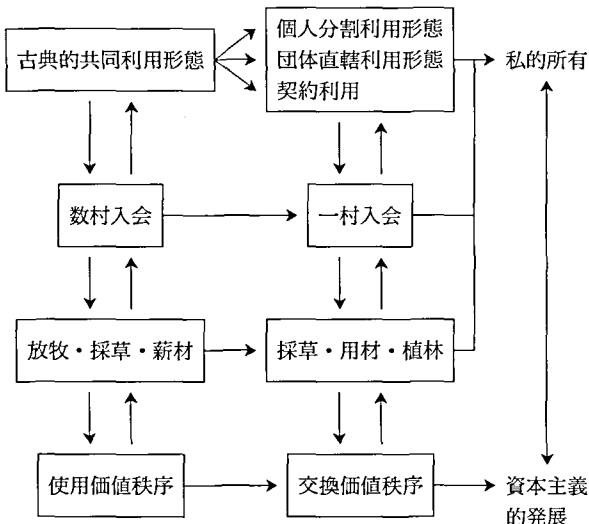 古典的共同利用形態
個人分割利用形態
団体直轄利用形態
契約利用
私的所有
数村入会
一村入会
放牧・採草・薪材
採草・用材・植林
使用価値秩序
交換価値秩序
資本主義
的発展